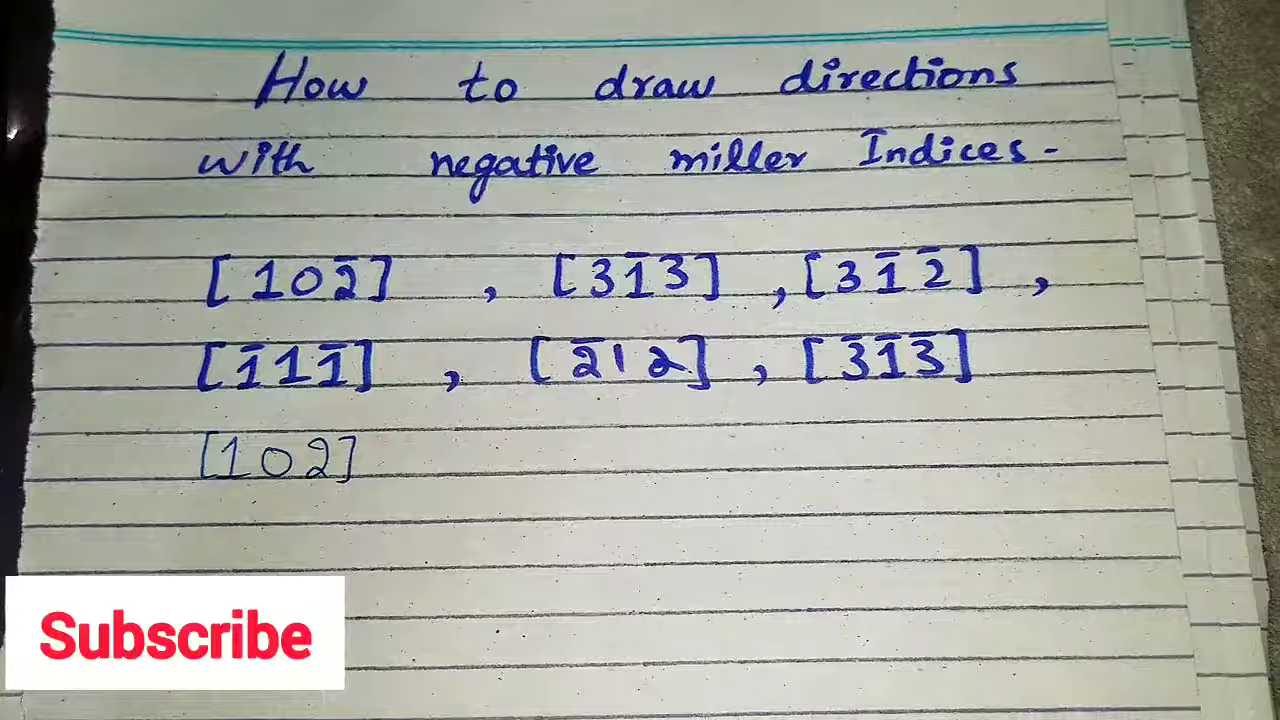 How to draw directions
with negative miller Indices-
[1 0 2̄] , [3 1̄ 3] , [3 1̄ 2̄] ,
[1̄ 1 1̄] , [2̄ 1 2] , [3̄ 1̄ 3̄]
[1 0 2]
Subscribe